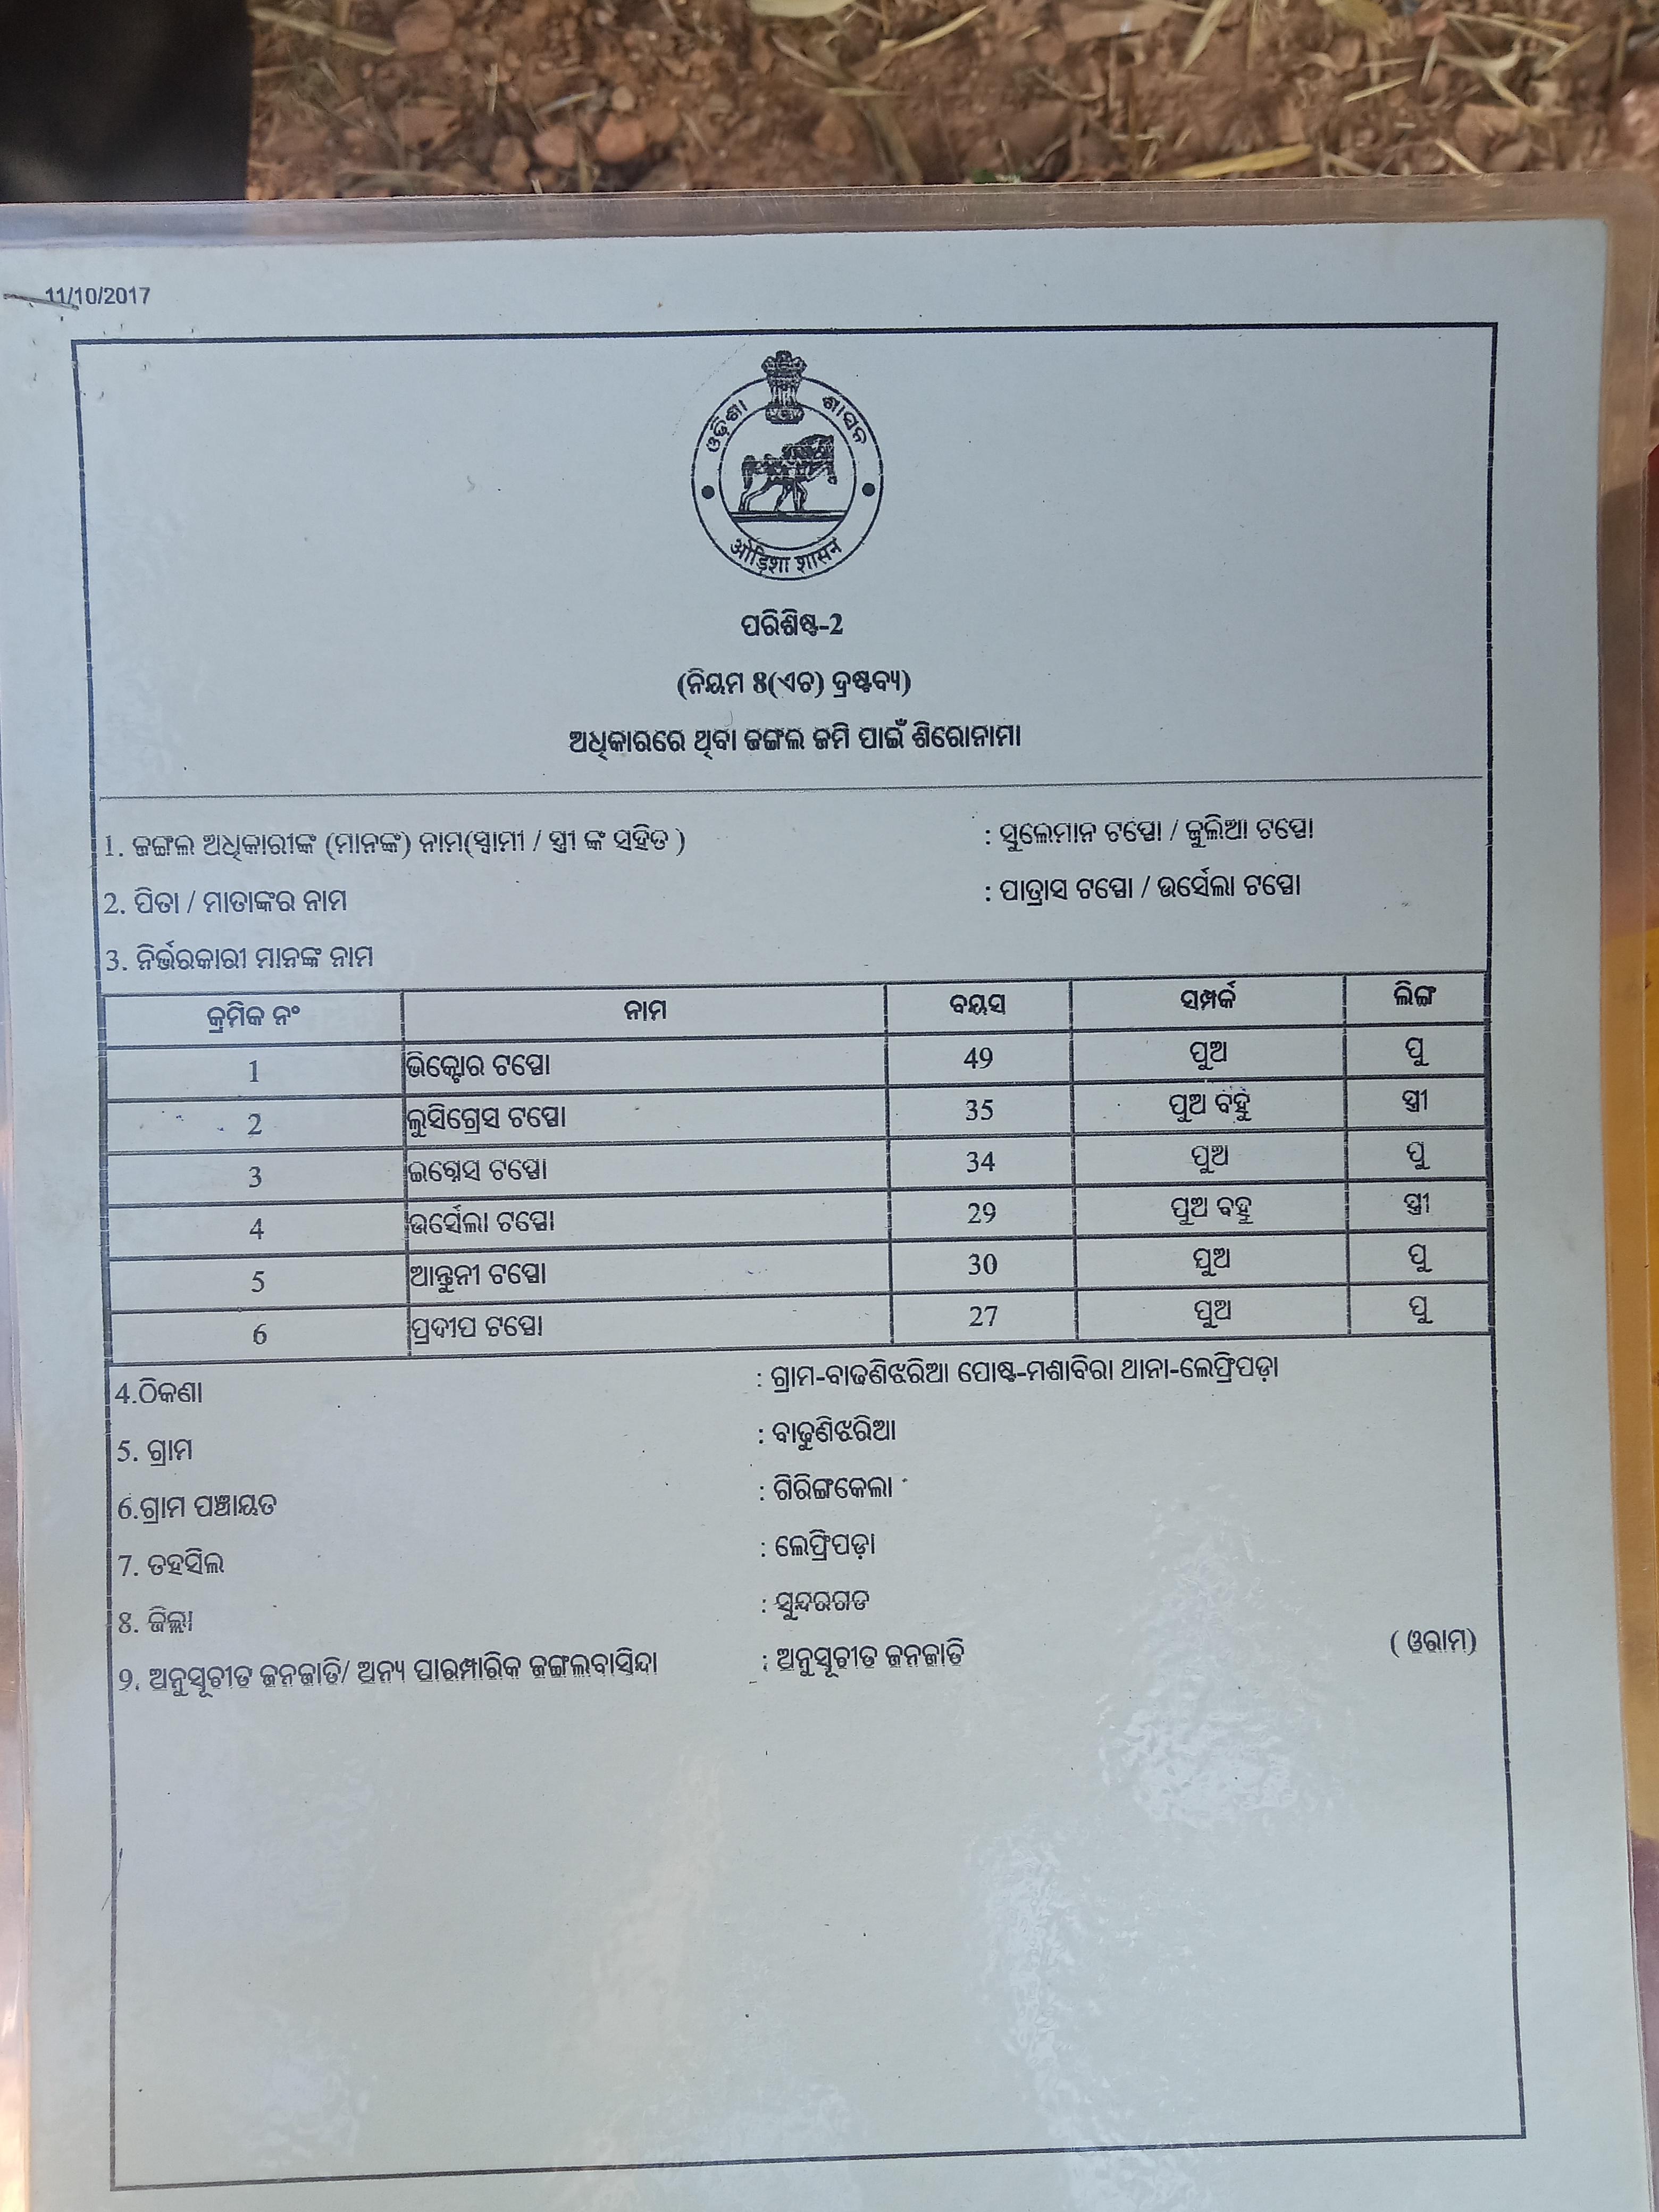 11/10/2017
ଓଡ଼ିଶା ଶାସନ
ओड़िशा शासन
ପରିଶିଷ୍ଟ-2
(ନିୟମ 8(ଏଚ) ଦ୍ରଷ୍ଟବ୍ୟ)
ଅଧିକାରରେ ଥିବା ଜଙ୍ଗଲ ଜମି ପାଇଁ ଶିରୋନାମା
1. ଜଙ୍ଗଲ ଅଧିକାରୀଙ୍କ (ମାନଙ୍କ) ନାମ(ସ୍ୱାମୀ / ସ୍ତ୍ରୀ ଙ୍କ ସହିତ ) : ସୁଲେମାନ ଟପ୍ପୋ / ଜୁଲିଆ ଟପ୍ପୋ
2. ପିତା / ମାତାଙ୍କର ନାମ : ପାତ୍ରାସ ଟପ୍ପୋ / ଉର୍ସେଲା ଟପ୍ପୋ
3. ନିର୍ଭରକାରୀ ମାନଙ୍କ ନାମ
କ୍ରମିକ ନଂ ନାମ ବୟସ ସମ୍ପର୍କ ଲିଙ୍ଗ
1 ଭିକ୍ଟୋର ଟପ୍ପୋ 49 ପୁଅ ପୁ
2 ଲୁସିଗ୍ରେସ ଟପ୍ପୋ 35 ପୁଅ ବହୁ ସ୍ତ୍ରୀ
3 ଇଗ୍ନେସ ଟପ୍ପୋ 34 ପୁଅ ପୁ
4 ଉର୍ସେଲା ଟପ୍ପୋ 29 ପୁଅ ବହୁ ସ୍ତ୍ରୀ
5 ଆନ୍ତୁନୀ ଟପ୍ପୋ 30 ପୁଅ ପୁ
6 ପ୍ରଦୀପ ଟପ୍ପୋ 27 ପୁଅ ପୁ
4.ଠିକଣା : ଗ୍ରାମ-ବାଢଣିଝରିଆ ପୋଷ୍ଟ-ମଶାବିରା ଥାନା-ଲେଫ୍ରିପଡ଼ା
5. ଗ୍ରାମ : ବାଢୁଣିଝରିଆ
6.ଗ୍ରାମ ପଞ୍ଚାୟତ : ଗିରିଙ୍ଗକେଲା
7. ତହସିଲ : ଲେଫ୍ରିପଡ଼ା
8. ଜିଲ୍ଲା : ସୁନ୍ଦରଗଡ
9. ଅନୁସୂଚୀତ ଜନଜାତି/ ଅନ୍ୟ ପାରମ୍ପାରିକ ଜଙ୍ଗଲବାସିନ୍ଦା : ଅନୁସୂଚୀତ ଜନଜାତି ( ଓରାମ)